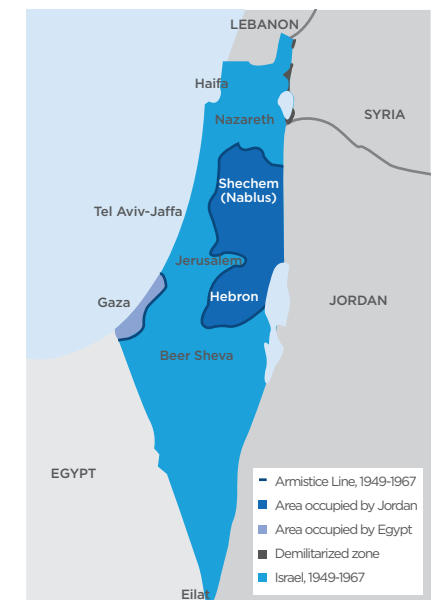 LEBANON
Haifa
SYRIA
Nazareth
Shechem
(Nablus)
Tel Aviv-Jaffa
Jerusalem
Hebron
Gaza
JORDAN
Beer Sheva
EGYPT
Armistice Line, 1949-1967
Area occupied by Jordan
Area occupied by Egypt
Demilitarized zone
Israel, 1949-1967
Eilat